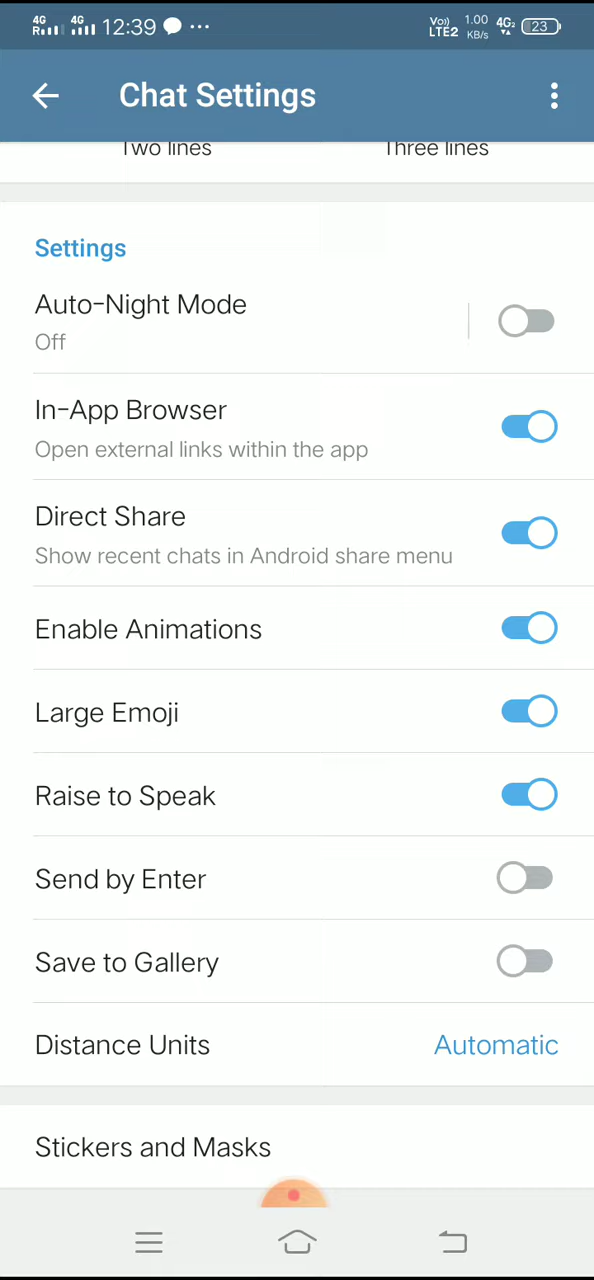 4G 4G 12:39 ... Vo)) 1.00 4G2 23
R LTE2 KB/s
Chat Settings
Two lines Three lines
Settings
Auto-Night Mode
Off
In-App Browser
Open external links within the app
Direct Share
Show recent chats in Android share menu
Enable Animations
Large Emoji
Raise to Speak
Send by Enter
Save to Gallery
Distance Units Automatic
Stickers and Masks